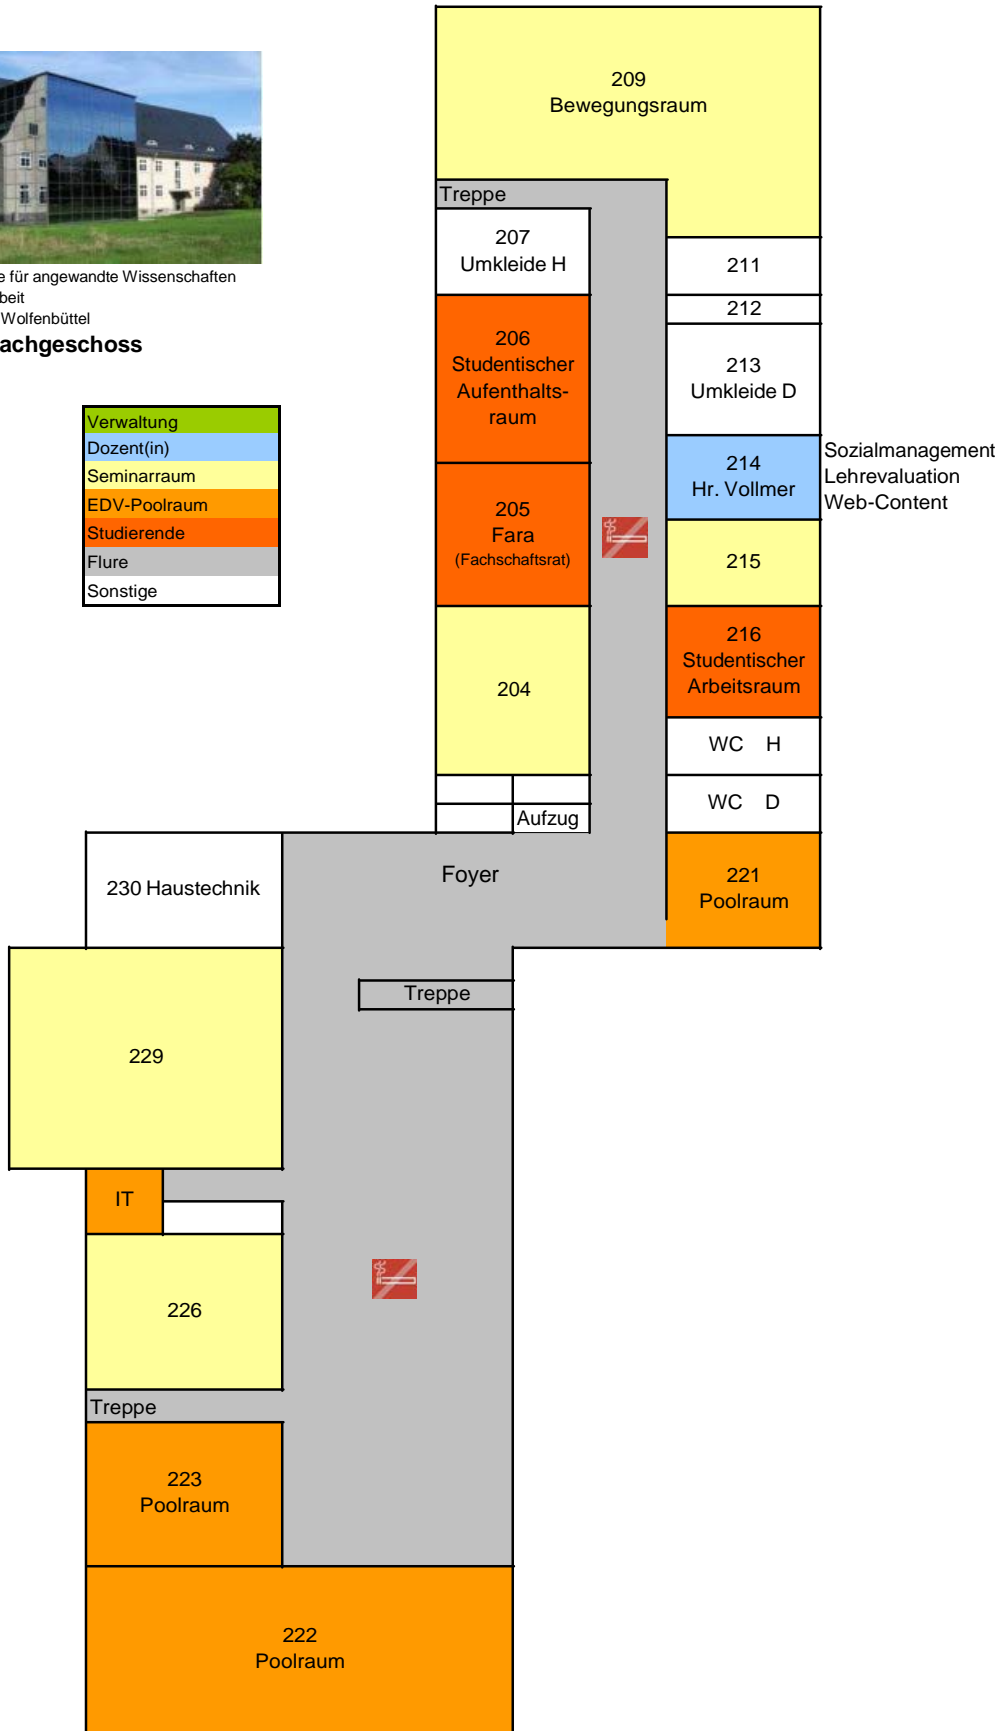 209
Bewegungsraum
Treppe
207
Umkleide H
211
212
für angewandte Wissenschaften
Wolfenbüttel
206
Studentischer
Aufenthalts-
raum
213
Umkleide D
Verwaltung
Dozent(in)
Seminarraum
EDV-Poolraum
Studierende
Flure
Sonstige
214
Hr. Vollmer
Sozialmanagement
Lehrevaluation
Web-Content
205
Fara
(Fachschaftsrat)
215
216
Studentischer
Arbeitsraum
204
WC H
WC D
Aufzug
230 Haustechnik
Foyer
221
Poolraum
Treppe
229
IT
226
Treppe
223
Poolraum
222
Poolraum